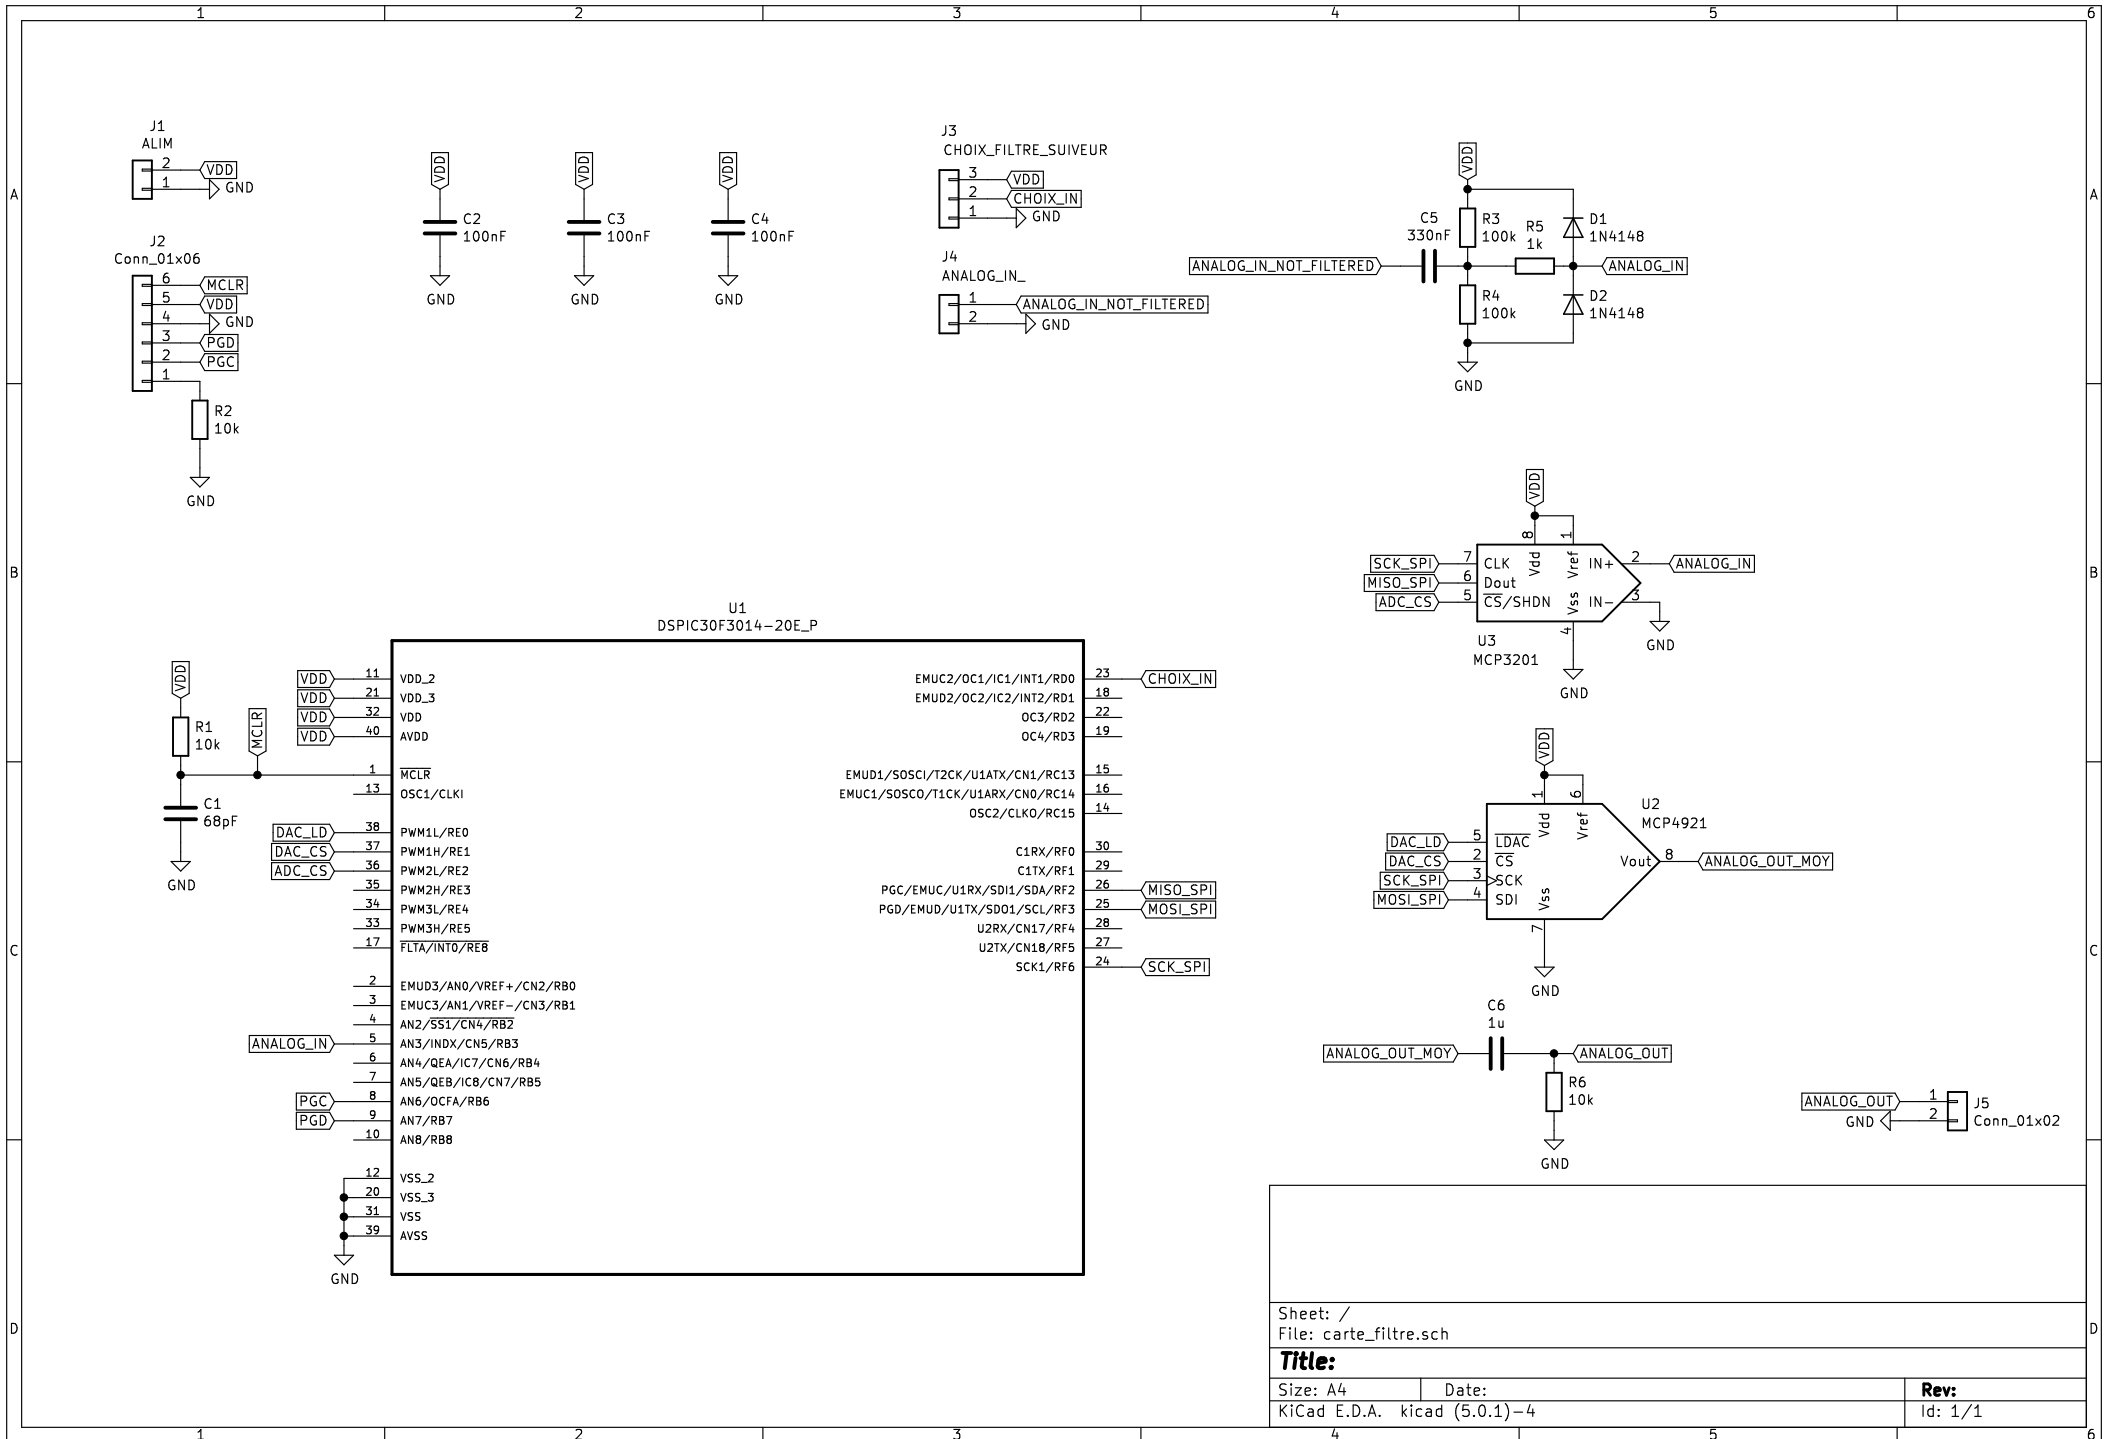 1 2 3 4 5 6
A A
B B
C C
D D
J1
ALIM
2 VDD
1 GND
J2
Conn_01x06
6 MCLR
5 VDD
4 GND
3 PGD
2 PGC
1
R2
10k
GND
VDD
C2
100nF
GND
VDD
C3
100nF
GND
VDD
C4
100nF
GND
J3
CHOIX_FILTRE_SUIVEUR
3 VDD
2 CHOIX_IN
1 GND
J4
ANALOG_IN_
1 ANALOG_IN_NOT_FILTERED
2 GND
VDD
C5
330nF
R3
100k
R5
1k
D1
1N4148
ANALOG_IN_NOT_FILTERED
ANALOG_IN
R4
100k
D2
1N4148
GND
VDD
8 1
SCK_SPI 7 CLK Vdd Vref IN+ 2 ANALOG_IN
MISO_SPI 6 Dout
ADC_CS 5 CS/SHDN Vss IN- 3
4
U3
MCP3201
GND
GND
U1
DSPIC30F3014-20E_P
VDD
R1
10k
MCLR
C1
68pF
GND
VDD 11 VDD_2
VDD 21 VDD_3
VDD 32 VDD
VDD 40 AVDD
1 MCLR
13 OSC1/CLKI
DAC_LD 38 PWM1L/RE0
DAC_CS 37 PWM1H/RE1
ADC_CS 36 PWM2L/RE2
35 PWM2H/RE3
34 PWM3L/RE4
33 PWM3H/RE5
17 FLTA/INT0/RE8
2 EMUD3/AN0/VREF+/CN2/RB0
3 EMUC3/AN1/VREF-/CN3/RB1
4 AN2/SS1/CN4/RB2
ANALOG_IN 5 AN3/INDX/CN5/RB3
6 AN4/QEA/IC7/CN6/RB4
7 AN5/QEB/IC8/CN7/RB5
PGC 8 AN6/OCFA/RB6
PGD 9 AN7/RB7
10 AN8/RB8
12 VSS_2
20 VSS_3
31 VSS
39 AVSS
GND
EMUC2/OC1/IC1/INT1/RD0 23 CHOIX_IN
EMUD2/OC2/IC2/INT2/RD1 18
OC3/RD2 22
OC4/RD3 19
EMUD1/SOSCI/T2CK/U1ATX/CN1/RC13 15
EMUC1/SOSCO/T1CK/U1ARX/CN0/RC14 16
OSC2/CLKO/RC15 14
C1RX/RF0 30
C1TX/RF1 29
PGC/EMUC/U1RX/SDI1/SDA/RF2 26 MISO_SPI
PGD/EMUD/U1TX/SDO1/SCL/RF3 25 MOSI_SPI
U2RX/CN17/RF4 28
U2TX/CN18/RF5 27
SCK1/RF6 24 SCK_SPI
VDD
1 6
U2
MCP4921
Vdd Vref
DAC_LD 5 LDAC
DAC_CS 2 CS Vout 8 ANALOG_OUT_MOY
SCK_SPI 3 SCK
MOSI_SPI 4 SDI
Vss
7
GND
C6
1u
ANALOG_OUT_MOY ANALOG_OUT
R6
10k
GND
ANALOG_OUT 1
GND 2
J5
Conn_01x02
Sheet: /
File: carte_filtre.sch
Title:
Size: A4 Date: Rev:
KiCad E.D.A. kicad (5.0.1)-4 Id: 1/1
1 2 3 4 5 6